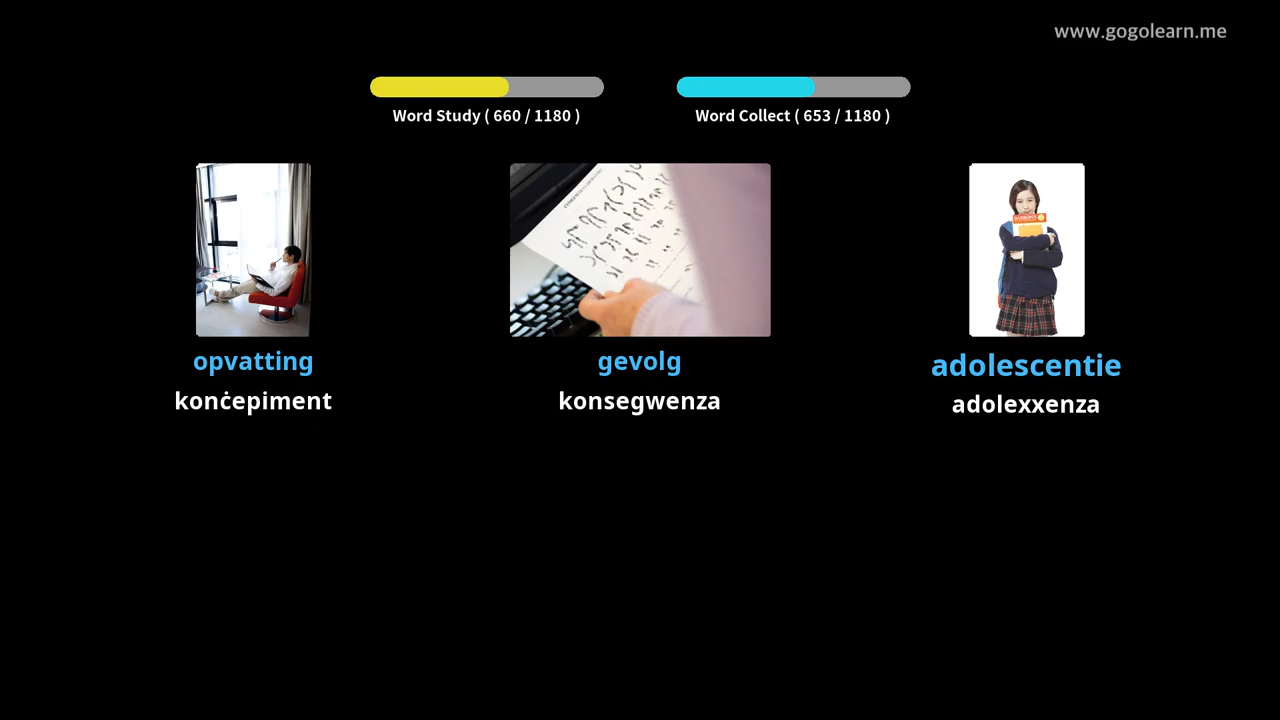 www.gogolearn.me
Word Study ( 660 / 1180 )
Word Collect ( 653 / 1180 )
opvatting
gevolg
adolescentie
konċepiment
konsegwenza
adolexxenza